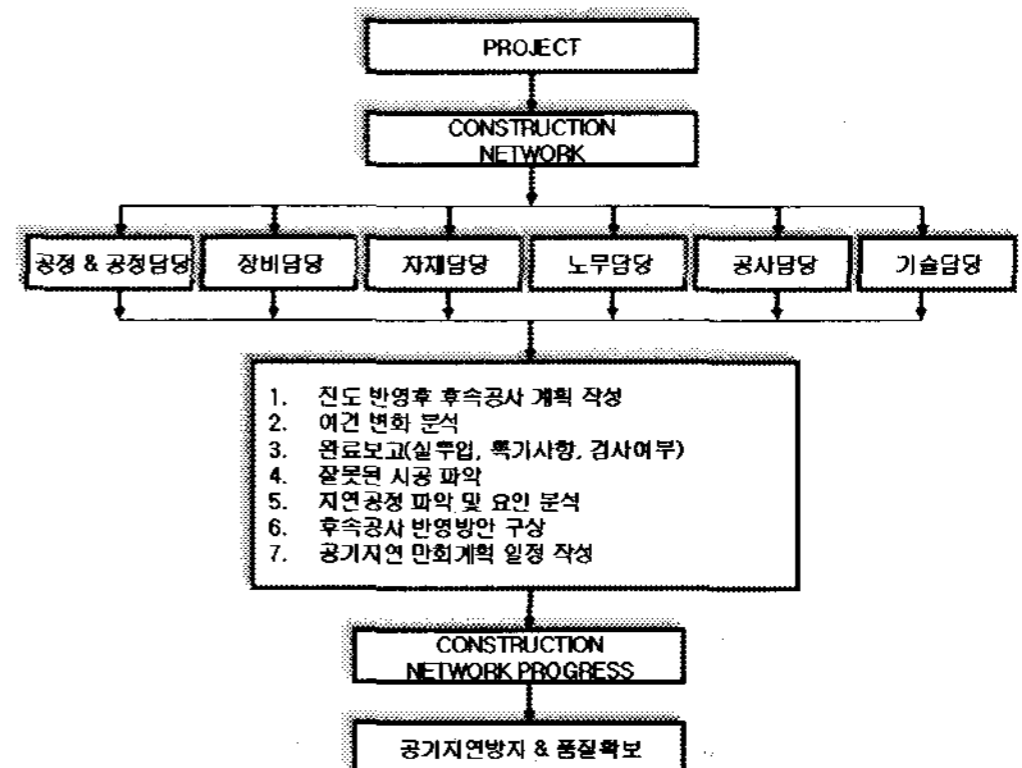 PROJECT
CONSTRUCTION
NETWORK
공정 & 공정담당
장비담당
자재담당
노무담당
공사담당
기술담당
1. 진도 반영후 후속공사 계획 작성
2. 여건 변화 분석
3. 완료보고(실투입, 특기사항, 검사여부)
4. 잘못된 시공 파악
5. 지연공정 파악 및 요인 분석
6. 후속공사 반영방안 구상
7. 공기지연 만회계획 일정 작성
CONSTRUCTION
NETWORK PROGRESS
공기지연방지 & 품질확보